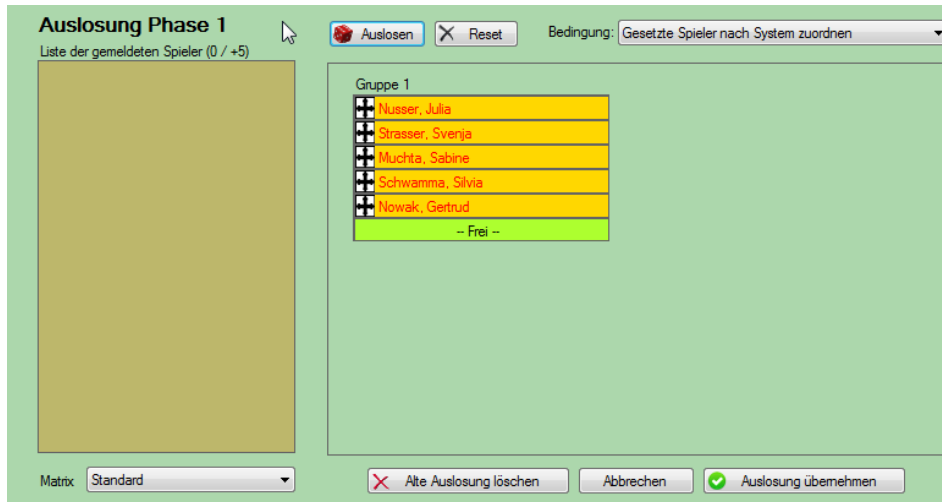 Auslosung Phase 1
Liste der gemeldeten Spieler (0 / +5)
Auslosen
Reset
Bedingung: Gesetzte Spieler nach System zuordnen
Gruppe 1
Nusser, Julia
Strasser, Svenja
Muchta, Sabine
Schwamma, Silvia
Nowak, Gertrud
-- Frei --
Matrix Standard
Alte Auslosung löschen
Abbrechen
Auslosung übernehmen